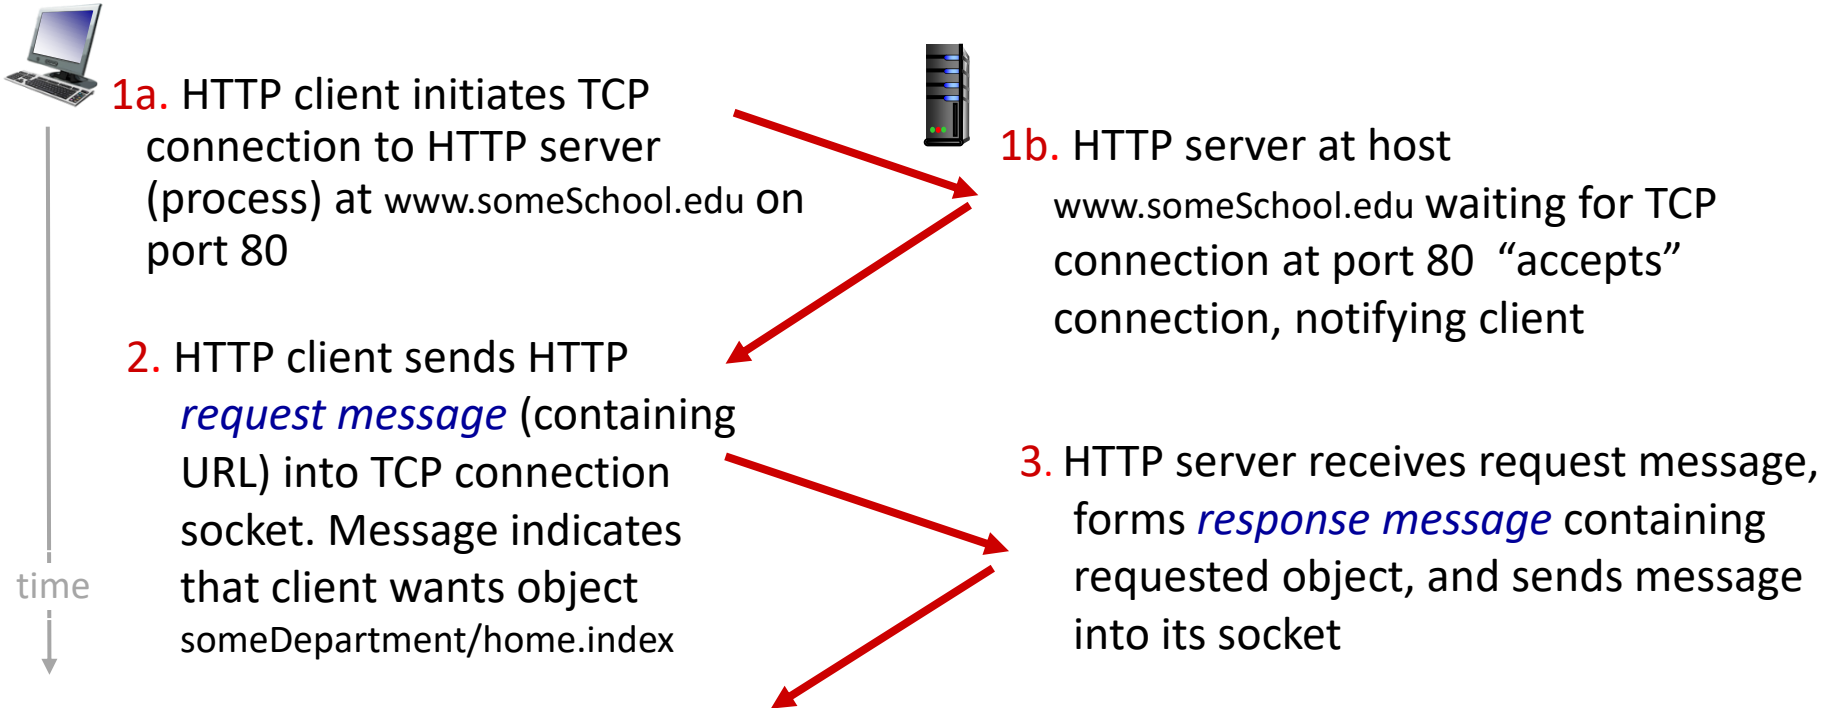 1a. HTTP client initiates TCP
connection to HTTP server
(process) at www.someSchool.edu on
port 80
1b. HTTP server at host
www.someSchool.edu waiting for TCP
connection at port 80 “accepts”
connection, notifying client
2. HTTP client sends HTTP
request message (containing
URL) into TCP connection
socket. Message indicates
that client wants object
someDepartment/home.index
3. HTTP server receives request message,
forms response message containing
requested object, and sends message
into its socket
time